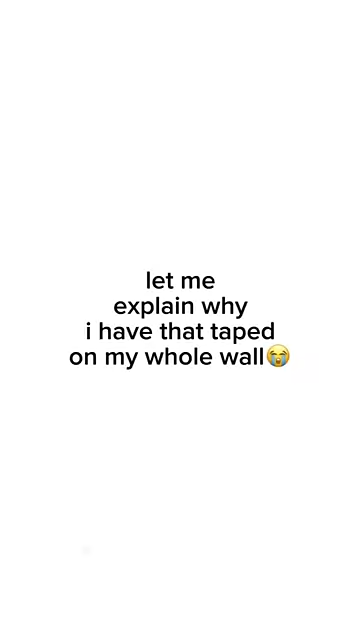 let me
explain why
i have that taped
on my whole wall😭